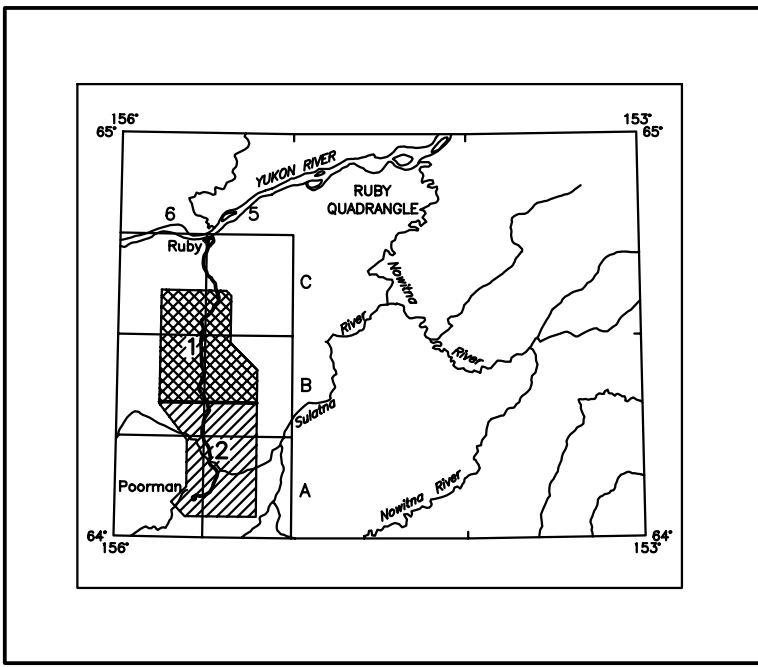 156°
153°
65°
65°
YUKON RIVER
RUBY
QUADRANGLE
6
5
Ruby
C
Nowitna
River
1
River
B
Sulatna
2
Poorman
A
Nowitna River
64°
64°
156°
153°